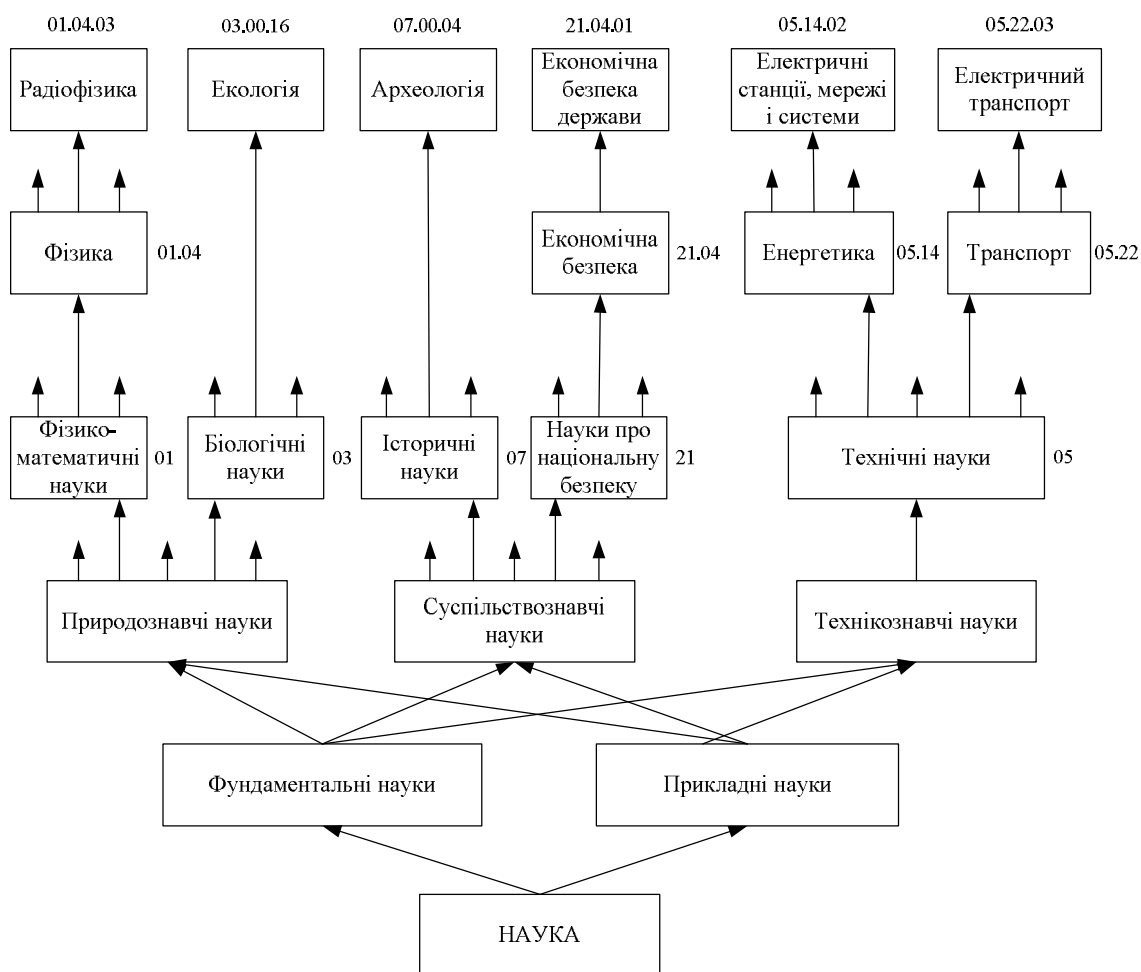 01.04.03
03.00.16
07.00.04
21.04.01
05.14.02
05.22.03
Радіофізика
Екологія
Археологія
Економічна
безпека
держави
Електричні
станції, мережі
і системи
Електричний
транспорт
Фізика
01.04
Економічна
безпека
21.04
Енергетика
05.14
Транспорт
05.22
Фізико-
математичні
науки
01
Біологічні
науки
03
Історичні
науки
07
Науки про
національну
безпеку
21
Технічні науки
05
Природознавчі науки
Суспільствознавчі
науки
Технікознавчі науки
Фундаментальні науки
Прикладні науки
НАУКА